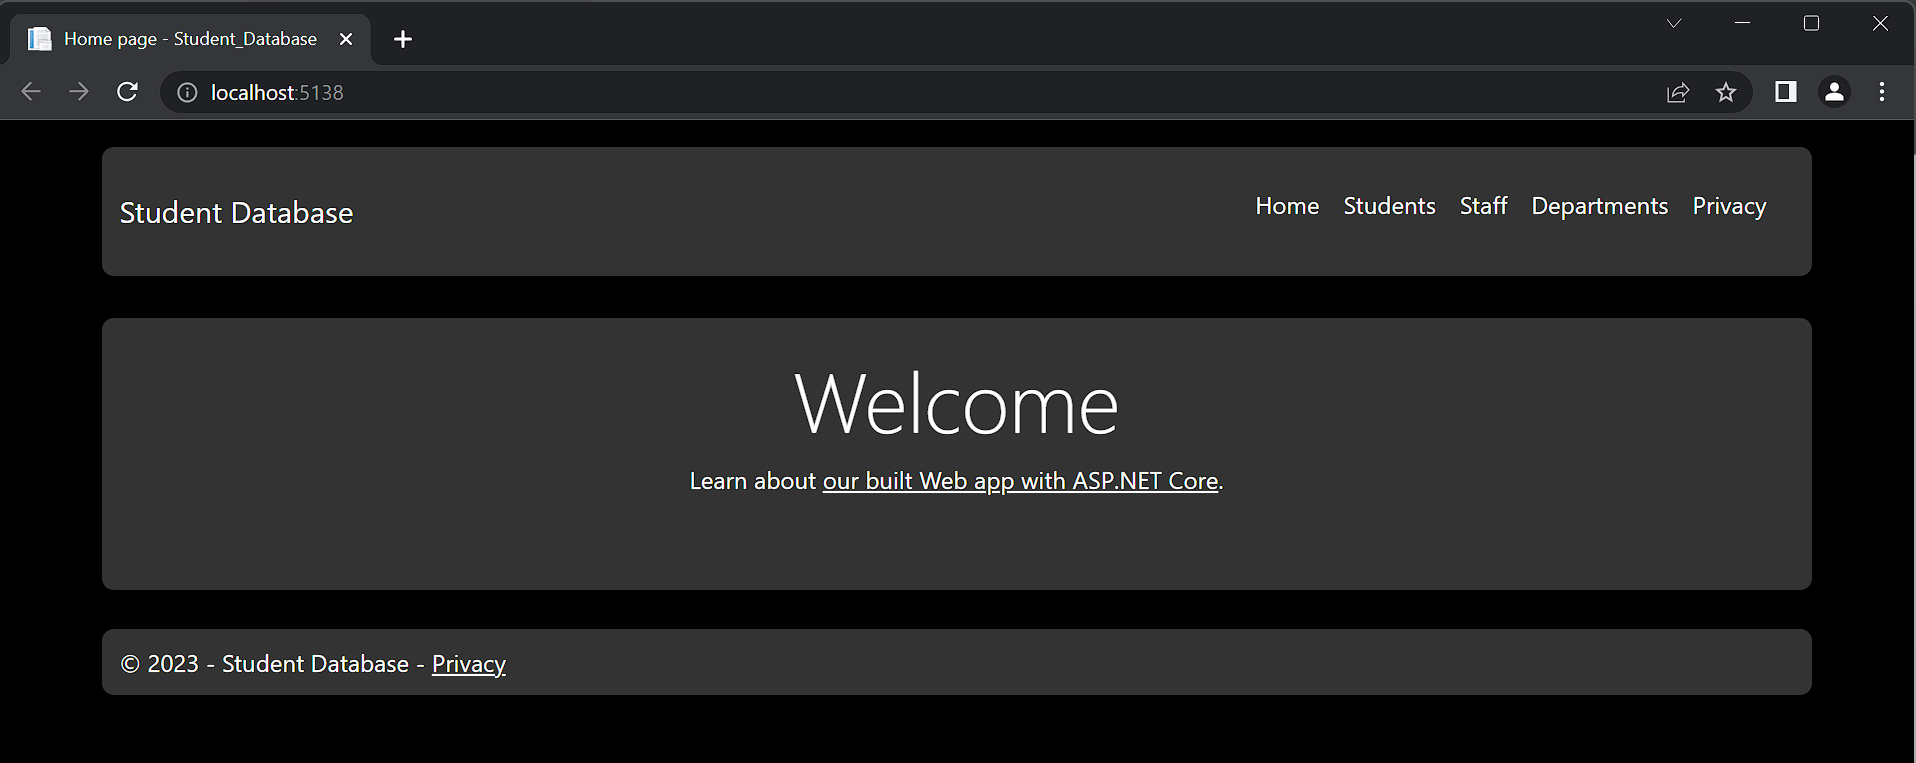 Home page - Student_Database
localhost:5138
Student Database
Home Students Staff Departments Privacy
Welcome
Learn about our built Web app with ASP.NET Core.
© 2023 - Student Database - Privacy